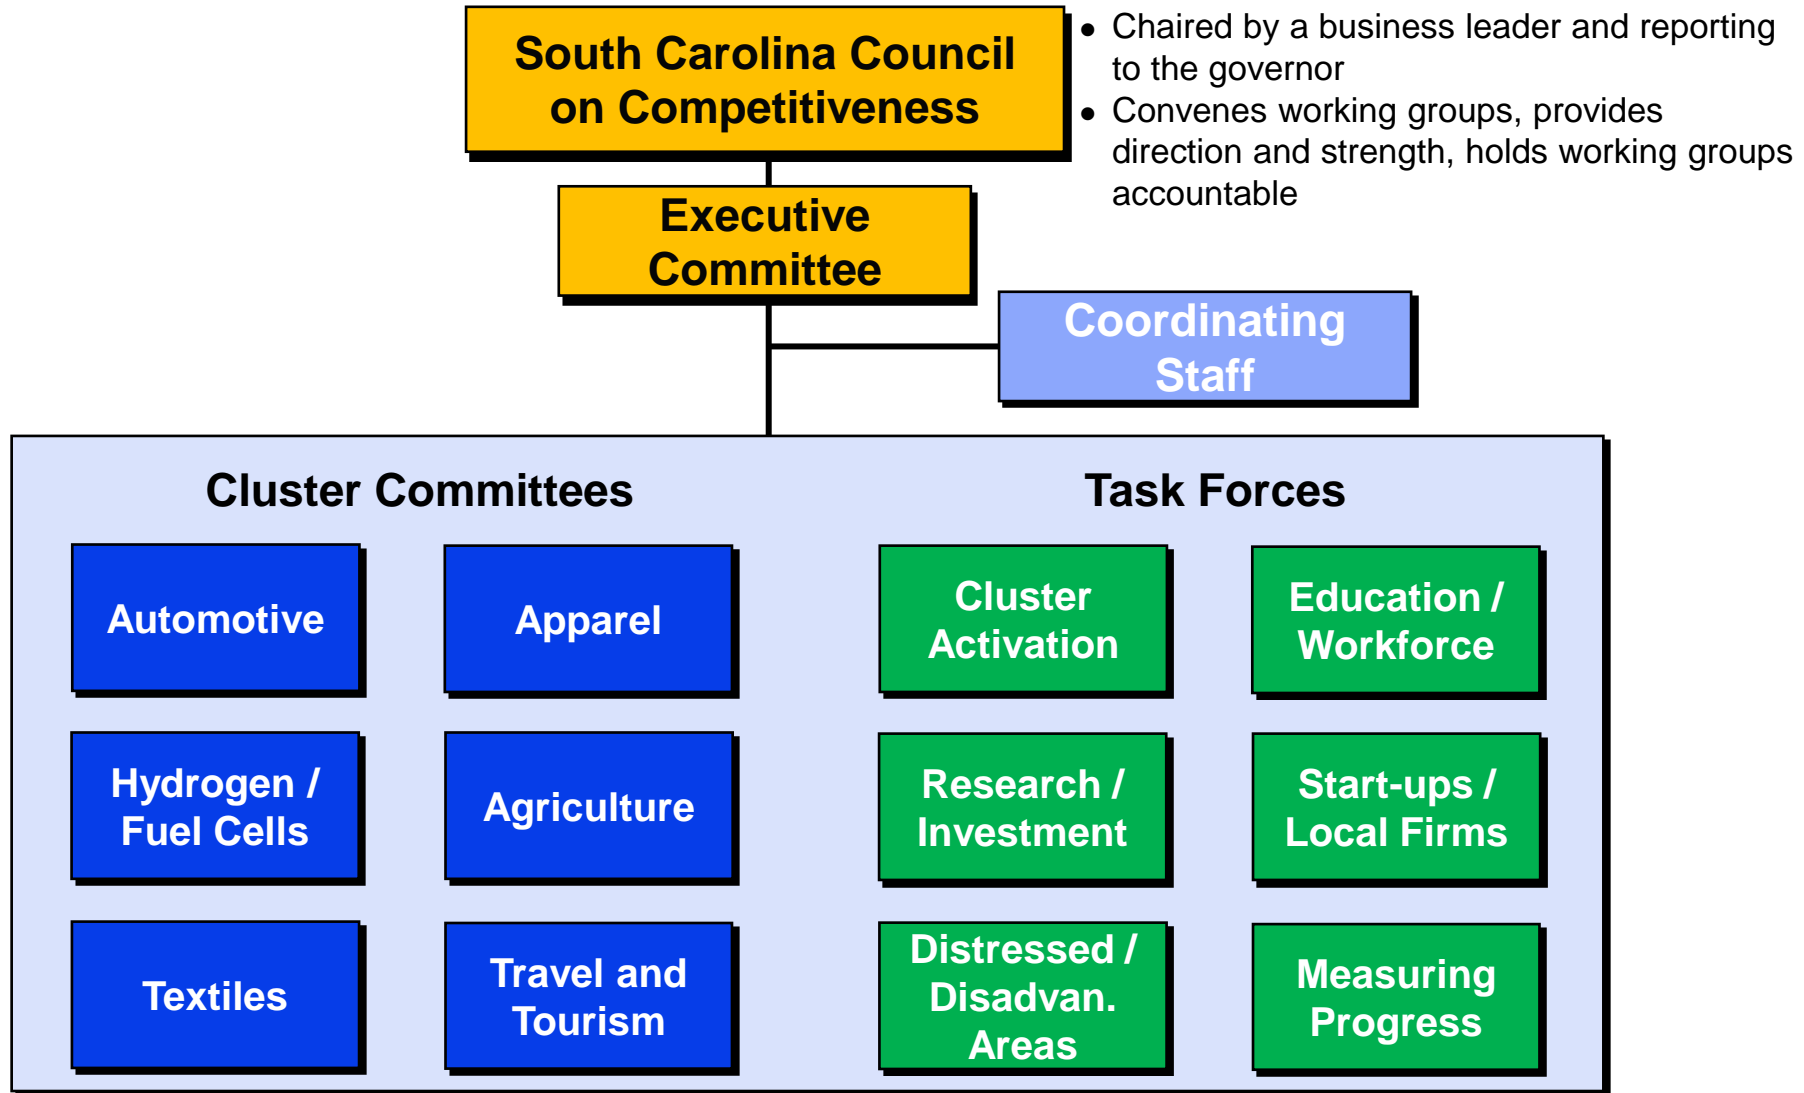 South Carolina Council
on Competitiveness
• Chaired by a business leader and reporting
to the governor
• Convenes working groups, provides
direction and strength, holds working groups
accountable
Executive
Committee
Coordinating
Staff
Cluster Committees
Automotive
Apparel
Hydrogen /
Fuel Cells
Agriculture
Textiles
Travel and
Tourism
Task Forces
Cluster
Activation
Education /
Workforce
Research /
Investment
Start-ups /
Local Firms
Distressed /
Disadvan.
Areas
Measuring
Progress